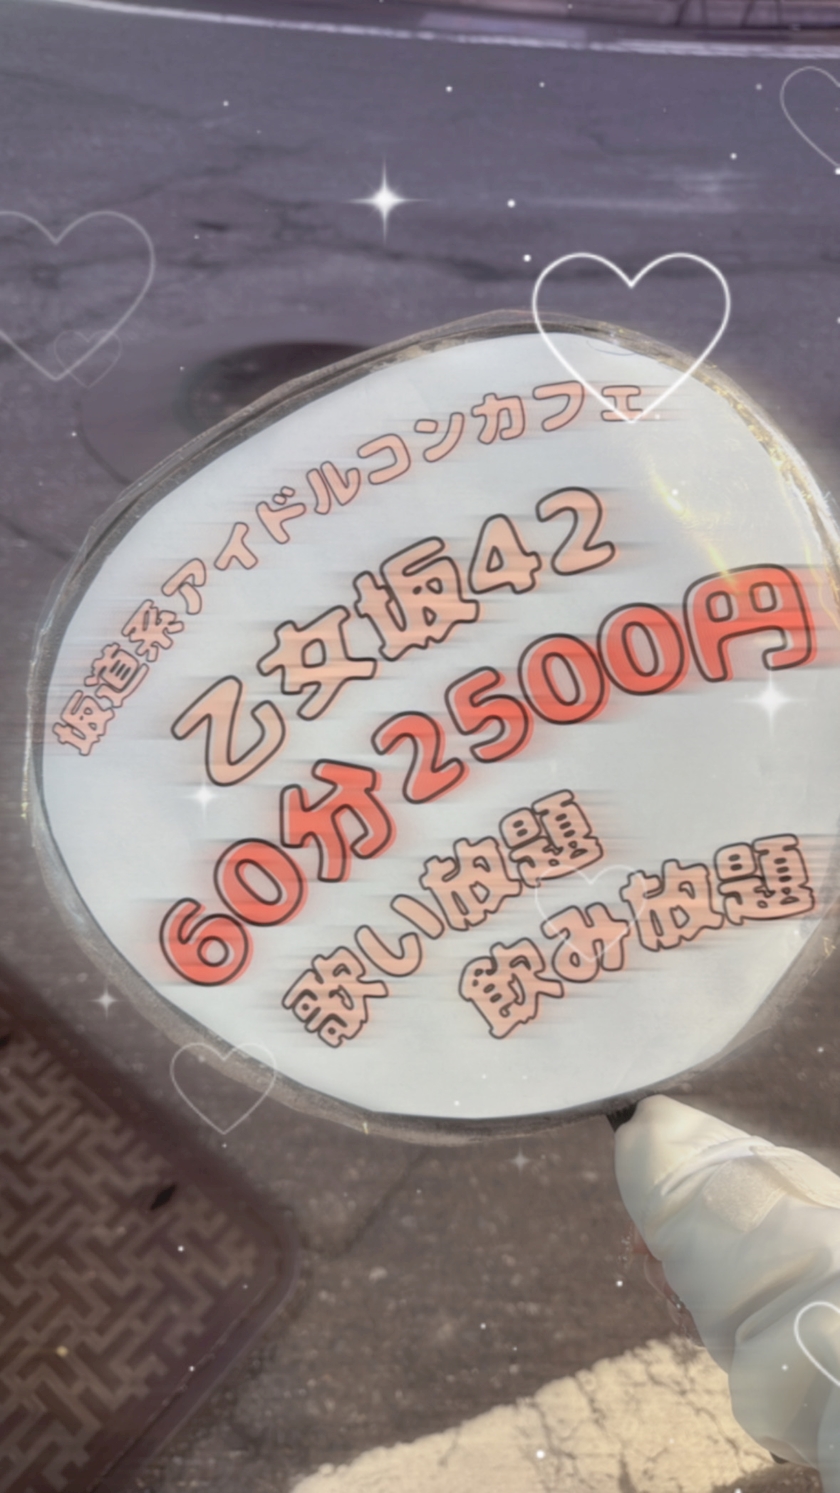 坂道系アイドルコンカフェ
乙女坂42
60分2500円
歌い放題
飲み放題